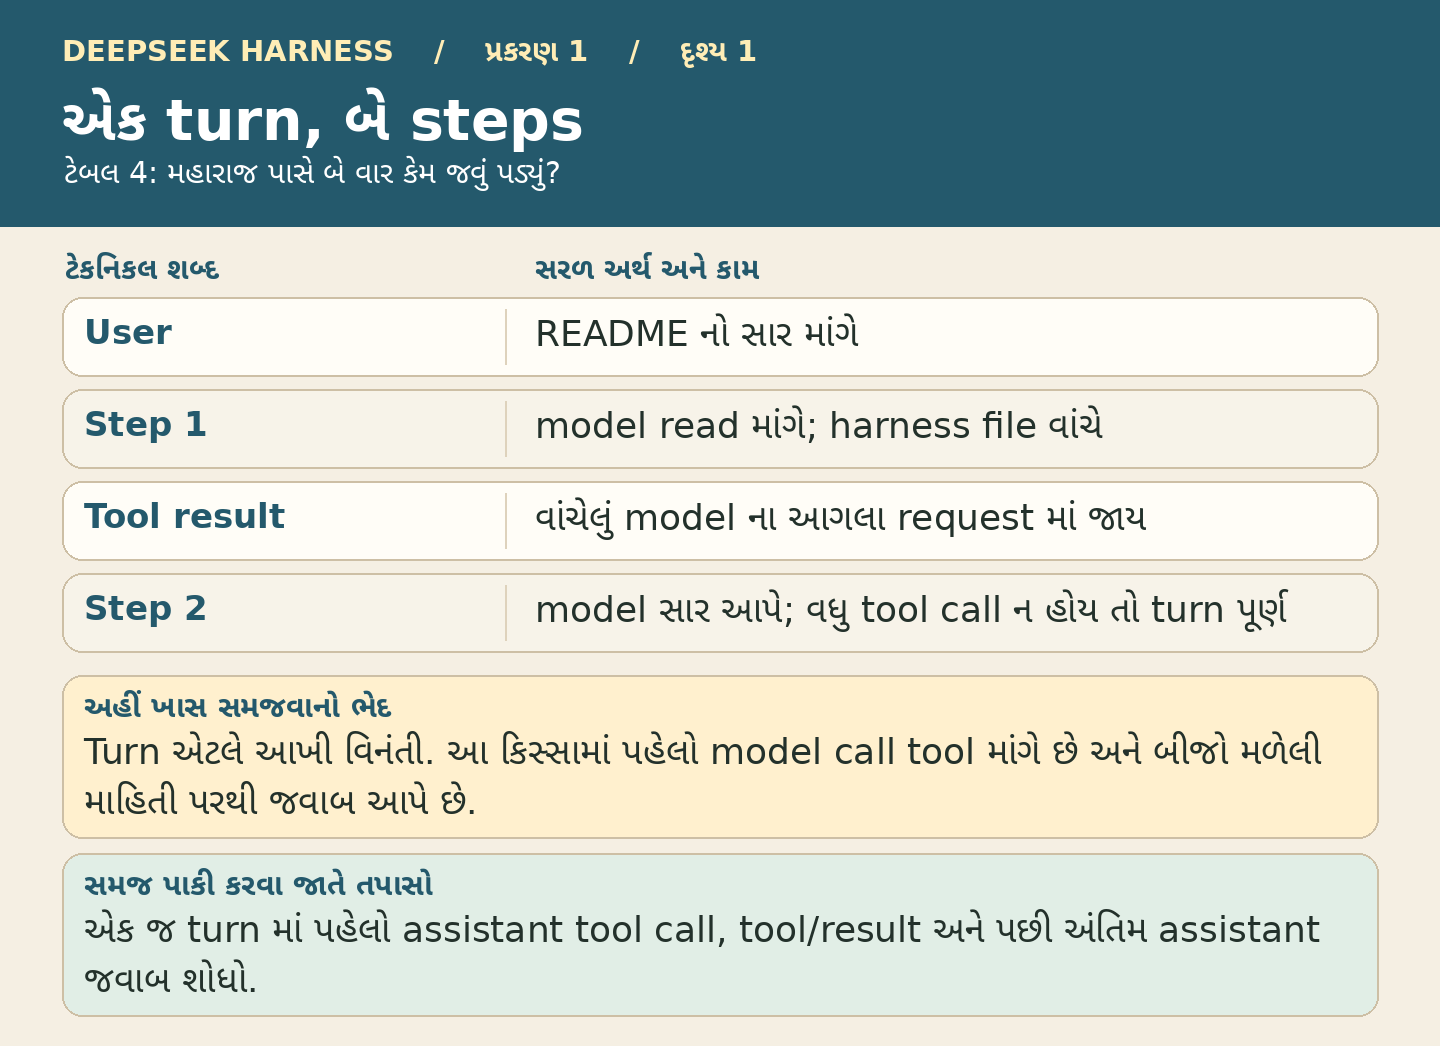 DEEPSEEK HARNESS / પ્રકરણ 1 / દૃશ્ય 1
એક turn, બે steps
ટેબલ 4: મહારાજ પાસે બે વાર કેમ જવું પડ્યું?
ટેકનિકલ શબ્દ સરળ અર્થ અને કામ
User README નો સાર માંગે
Step 1 model read માંગે; harness file વાંચે
Tool result વાંચેલું model ના આગલા request માં જાય
Step 2 model સાર આપે; વધુ tool call ન હોય તો turn પૂર્ણ
અહીં ખાસ સમજવાનો ભેદ
Turn એટલે આખી વિનંતી. આ કિસ્સામાં પહેલો model call tool માંગે છે અને બીજો મળેલી
માહિતી પરથી જવાબ આપે છે.
સમજ પાકી કરવા જાતે તપાસો
એક જ turn માં પહેલો assistant tool call, tool/result અને પછી અંતિમ assistant
જવાબ શોધો.